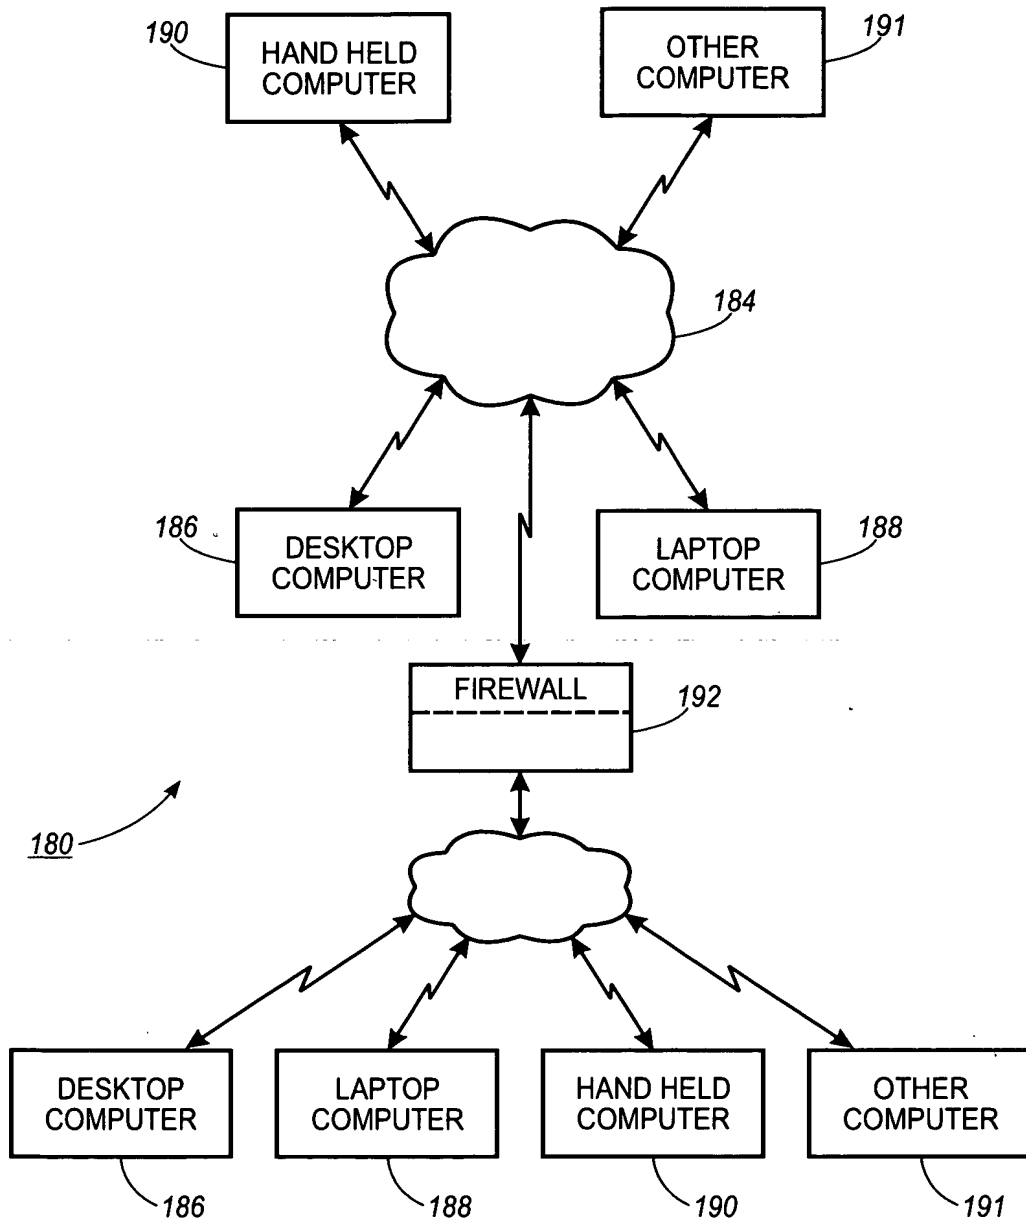 190
HAND HELD
COMPUTER
OTHER
COMPUTER
191
184
186
DESKTOP
COMPUTER
LAPTOP
COMPUTER
188
FIREWALL
192
180
DESKTOP
COMPUTER
LAPTOP
COMPUTER
HAND HELD
COMPUTER
OTHER
COMPUTER
186
188
190
191